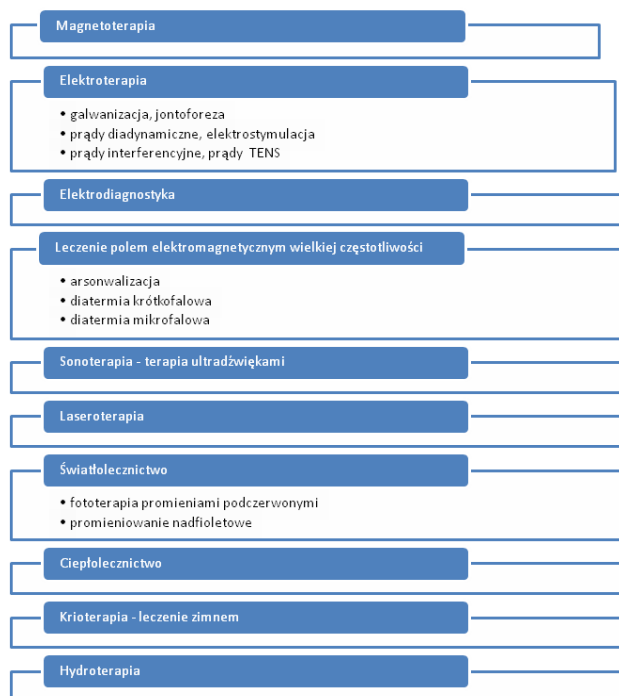 Magnetoterapia
Elektroterapia
• galwanizacja, jontoforeza
• prądy diadynamiczne, elektrostymulacja
• prądy interferencyjne, prądy TENS
Elektrodiagnostyka
Leczenie polem elektromagnetycznym wielkiej częstotliwości
• arsonwalizacja
• diatermia krótkofalowa
• diatermia mikrofalowa
Sonoterapia - terapia ultradźwiękami
Laseroterapia
Światłolecznictwo
• fototerapia promieniami podczerwonymi
• promieniowanie nadfioletowe
Ciepłolecznictwo
Krioterapia - leczenie zimnem
Hydroterapia